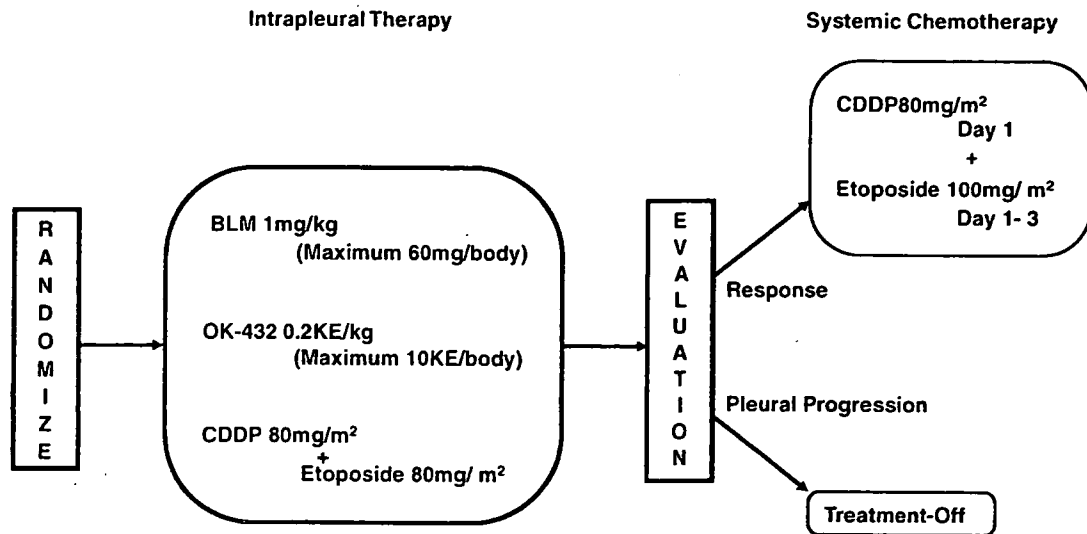 Intrapleural Therapy
Systemic Chemotherapy
RANDOMIZE
BLM 1mg/kg
(Maximum 60mg/body)
OK-432 0.2KE/kg
(Maximum 10KE/body)
CDDP 80mg/m²
+
Etoposide 80mg/ m²
EVALUATION
Response
Pleural Progression
CDDP80mg/m²
Day 1
+
Etoposide 100mg/ m²
Day 1- 3
Treatment-Off